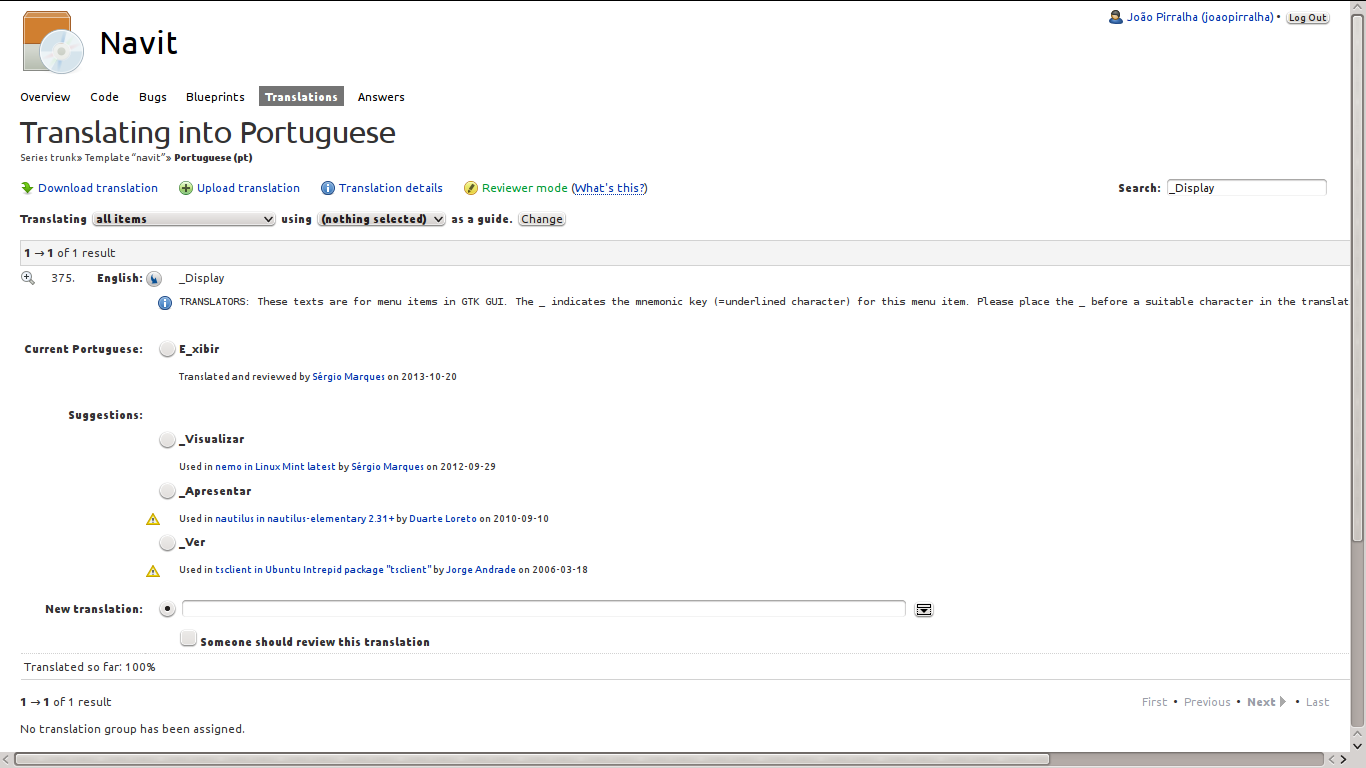 João Pirralha (joaopirralha) • Log Out
Navit
Overview Code Bugs Blueprints Translations Answers
Translating into Portuguese
Series trunk» Template “navit”» Portuguese (pt)
Download translation Upload translation Translation details Reviewer mode (What's this?) Search: _Display
Translating all items using (nothing selected) as a guide. Change
1 → 1 of 1 result
375. English: _Display
TRANSLATORS: These texts are for menu items in GTK GUI. The _ indicates the mnemonic key (=underlined character) for this menu item. Please place the _ before a suitable character in the translat
Current Portuguese: E_xibir
Translated and reviewed by Sérgio Marques on 2013-10-20
Suggestions:
_Visualizar
Used in nemo in Linux Mint latest by Sérgio Marques on 2012-09-29
_Apresentar
Used in nautilus in nautilus-elementary 2.31+ by Duarte Loreto on 2010-09-10
_Ver
Used in tsclient in Ubuntu Intrepid package "tsclient" by Jorge Andrade on 2006-03-18
New translation:
Someone should review this translation
Translated so far: 100%
1 → 1 of 1 result First • Previous • Next • Last
No translation group has been assigned.